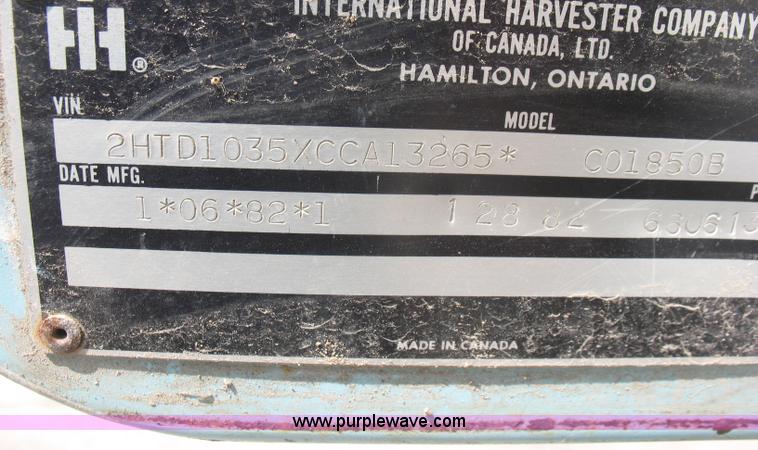 INTERNATIONAL HARVESTER COMPANY
OF CANADA, LTD.
IH ®
HAMILTON, ONTARIO
VIN MODEL
2HTD1035XCCA13265* CO1850B
DATE MFG.
1*06*82*1 1 28 82
MADE IN CANADA
www.purplewave.com